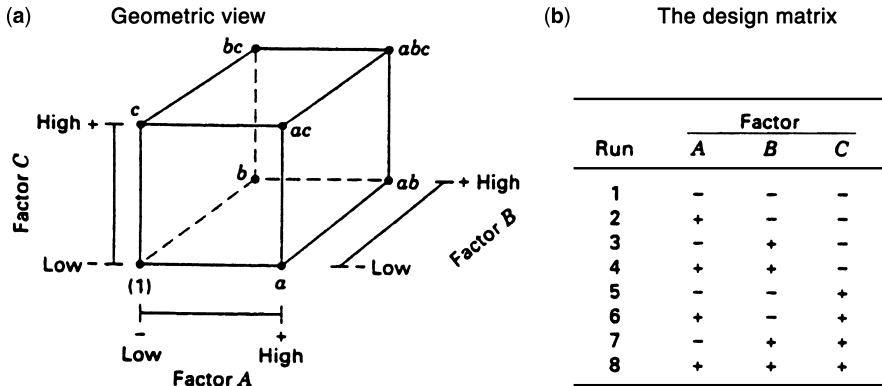 (a) Geometric view
bc
abc
c
High +
ac
Factor C
b
ab
+ High
Factor B
Low -
- Low
(1)
a
- +
Low High
Factor A
(b) The design matrix
Factor
Run A B C
1 - - -
2 + - -
3 - + -
4 + + -
5 - - +
6 + - +
7 - + +
8 + + +